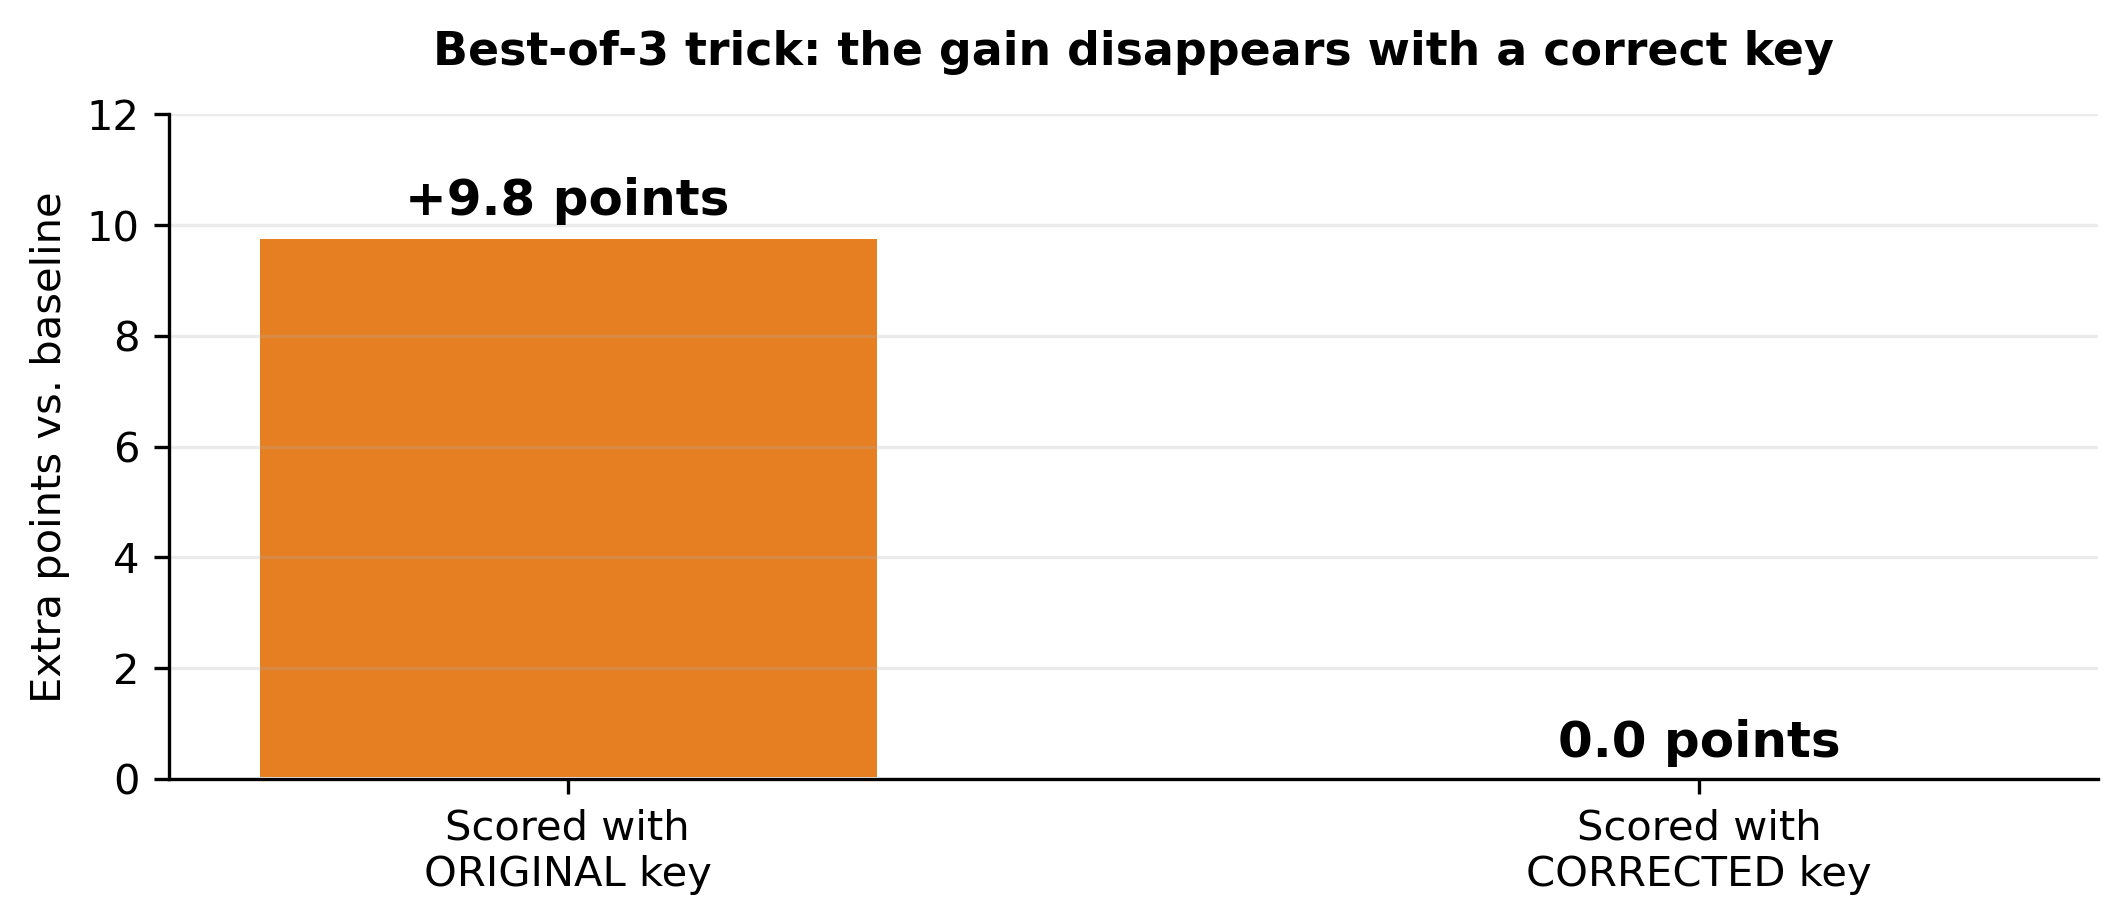 Best-of-3 trick: the gain disappears with a correct key
Extra points vs. baseline
12
10
8
6
4
2
0
+9.8 points
0.0 points
Scored with
ORIGINAL key
Scored with
CORRECTED key